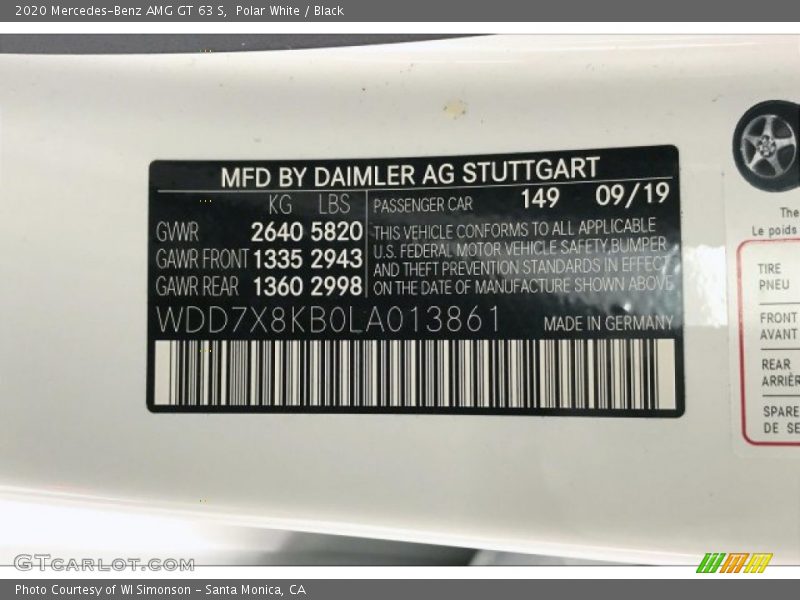 2020 Mercedes-Benz AMG GT 63 S, Polar White / Black
MFD BY DAIMLER AG STUTTGART
KG LBS
GVWR 2640 5820
GAWR FRONT 1335 2943
GAWR REAR 1360 2998
PASSENGER CAR 149 09/19
THIS VEHICLE CONFORMS TO ALL APPLICABLE
U.S. FEDERAL MOTOR VEHICLE SAFETY,BUMPER
AND THEFT PREVENTION STANDARDS IN EFFECT
ON THE DATE OF MANUFACTURE SHOWN ABOVE
WDD7X8KB0LA013861
MADE IN GERMANY
The
Le poids
TIRE
PNEU
FRONT
AVANT
REAR
ARRIÈR
SPARE
DE SE
GTcarlot.com
Photo Courtesy of WI Simonson - Santa Monica, CA